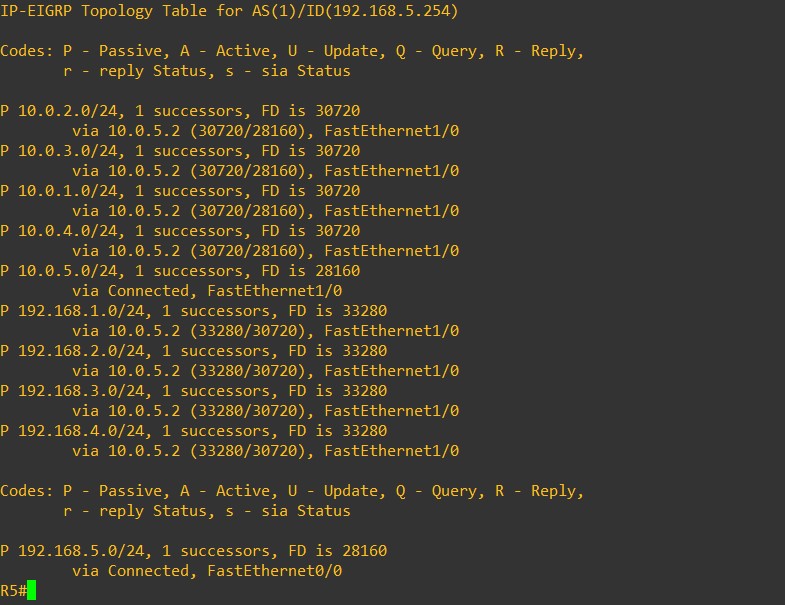 IP-EIGRP Topology Table for AS(1)/ID(192.168.5.254)
Codes: P - Passive, A - Active, U - Update, Q - Query, R - Reply,
r - reply Status, s - sia Status
P 10.0.2.0/24, 1 successors, FD is 30720
via 10.0.5.2 (30720/28160), FastEthernet1/0
P 10.0.3.0/24, 1 successors, FD is 30720
via 10.0.5.2 (30720/28160), FastEthernet1/0
P 10.0.1.0/24, 1 successors, FD is 30720
via 10.0.5.2 (30720/28160), FastEthernet1/0
P 10.0.4.0/24, 1 successors, FD is 30720
via 10.0.5.2 (30720/28160), FastEthernet1/0
P 10.0.5.0/24, 1 successors, FD is 28160
via Connected, FastEthernet1/0
P 192.168.1.0/24, 1 successors, FD is 33280
via 10.0.5.2 (33280/30720), FastEthernet1/0
P 192.168.2.0/24, 1 successors, FD is 33280
via 10.0.5.2 (33280/30720), FastEthernet1/0
P 192.168.3.0/24, 1 successors, FD is 33280
via 10.0.5.2 (33280/30720), FastEthernet1/0
P 192.168.4.0/24, 1 successors, FD is 33280
via 10.0.5.2 (33280/30720), FastEthernet1/0
Codes: P - Passive, A - Active, U - Update, Q - Query, R - Reply,
r - reply Status, s - sia Status
P 192.168.5.0/24, 1 successors, FD is 28160
via Connected, FastEthernet0/0
R5#